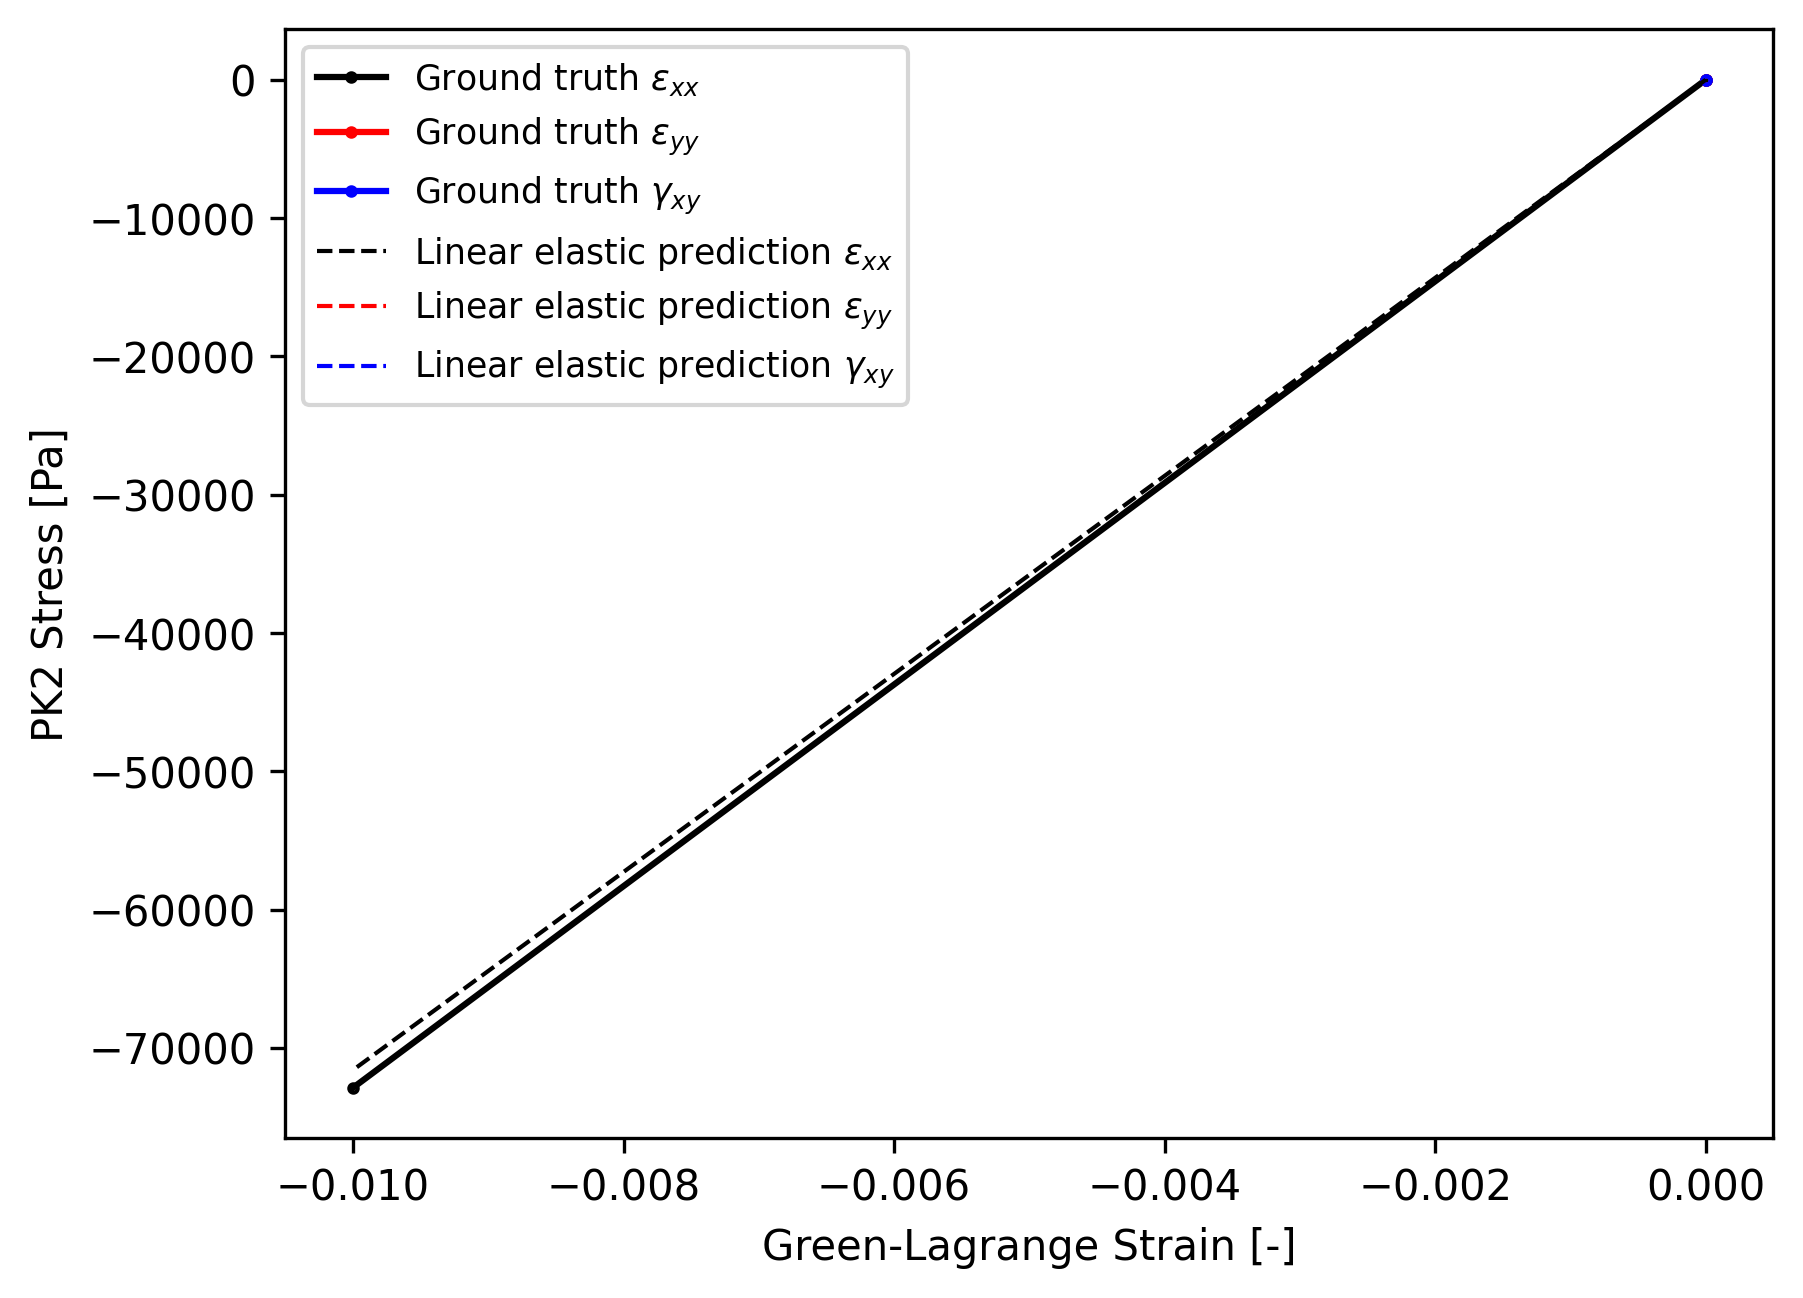 Ground truth εxx
Ground truth εyy
Ground truth γxy
Linear elastic prediction εxx
Linear elastic prediction εyy
Linear elastic prediction γxy
0
−10000
−20000
−30000
−40000
−50000
−60000
−70000
PK2 Stress [Pa]
−0.010 −0.008 −0.006 −0.004 −0.002 0.000
Green-Lagrange Strain [-]